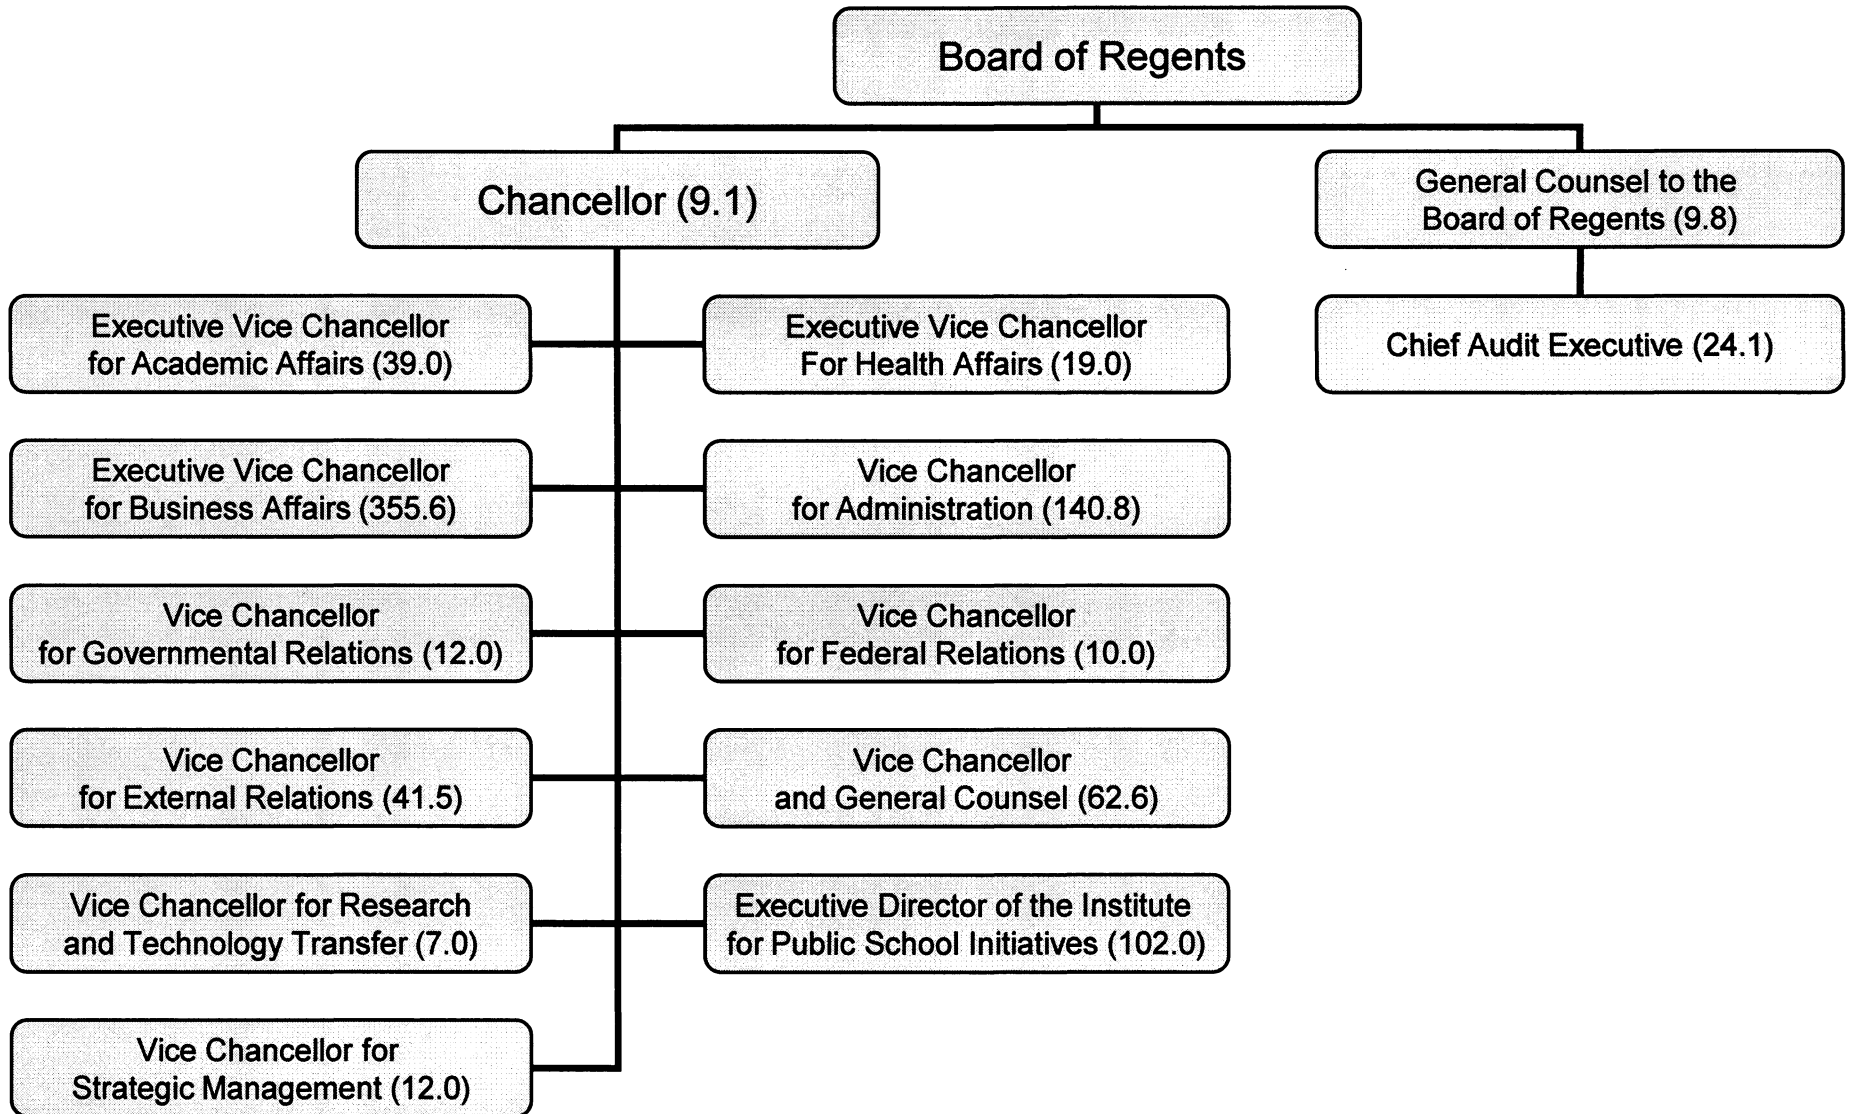 Board of Regents
Chancellor (9.1)
General Counsel to the
Board of Regents (9.8)
Executive Vice Chancellor
for Academic Affairs (39.0)
Executive Vice Chancellor
For Health Affairs (19.0)
Chief Audit Executive (24.1)
Executive Vice Chancellor
for Business Affairs (355.6)
Vice Chancellor
for Administration (140.8)
Vice Chancellor
for Governmental Relations (12.0)
Vice Chancellor
for Federal Relations (10.0)
Vice Chancellor
for External Relations (41.5)
Vice Chancellor
and General Counsel (62.6)
Vice Chancellor for Research
and Technology Transfer (7.0)
Executive Director of the Institute
for Public School Initiatives (102.0)
Vice Chancellor for
Strategic Management (12.0)